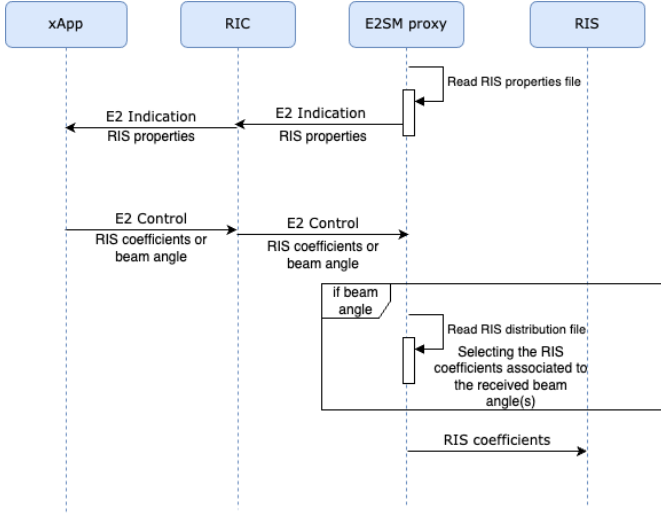 xApp
RIC
E2SM proxy
RIS
Read RIS properties file
E2 Indication
RIS properties
E2 Indication
RIS properties
E2 Control
RIS coefficients or
beam angle
E2 Control
RIS coefficients or
beam angle
if beam
angle
Read RIS distribution file
Selecting the RIS
coefficients associated to
the received beam
angle(s)
RIS coefficients